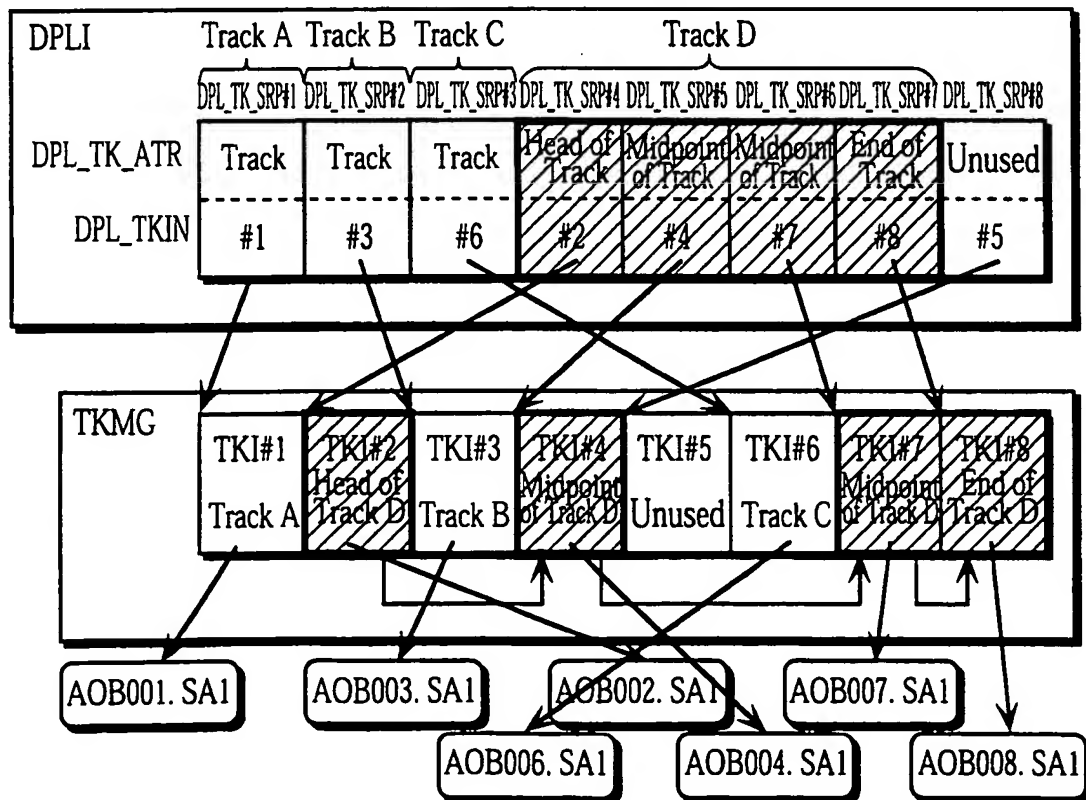 DPLI Track A Track B Track C Track D
DPL_TK_SRP#1 DPL_TK_SRP#2 DPL_TK_SRP#3 DPL_TK_SRP#4 DPL_TK_SRP#5 DPL_TK_SRP#6 DPL_TK_SRP#7 DPL_TK_SRP#8
DPL_TK_ATR Track Track Track Head of Track Midpoint of Track Midpoint of Track End of Track Unused
DPL_TKIN #1 #3 #6 #2 #4 #7 #8 #5
TKMG
TKI#1 TKI#2 TKI#3 TKI#4 TKI#5 TKI#6 TKI#7 TKI#8
Track A Head of Track D Track B Midpoint of Track D Unused Track C Midpoint of Track D End of Track D
AOB001. SA1 AOB003. SA1 AOB002. SA1 AOB007. SA1
AOB006. SA1 AOB004. SA1 AOB008. SA1